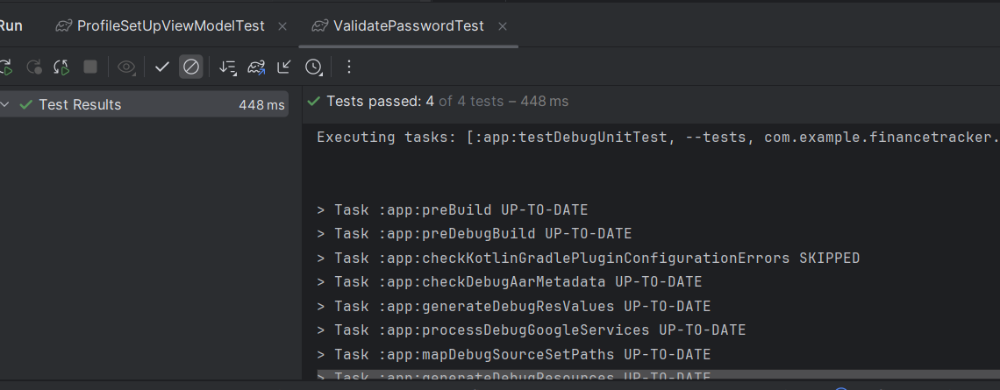 Run ProfileSetUpViewModelTest ValidatePasswordTest
Test Results 448 ms
Tests passed: 4 of 4 tests – 448 ms
Executing tasks: [:app:testDebugUnitTest, --tests, com.example.financetracker.
> Task :app:preBuild UP-TO-DATE
> Task :app:preDebugBuild UP-TO-DATE
> Task :app:checkKotlinGradlePluginConfigurationErrors SKIPPED
> Task :app:checkDebugAarMetadata UP-TO-DATE
> Task :app:generateDebugResValues UP-TO-DATE
> Task :app:processDebugGoogleServices UP-TO-DATE
> Task :app:mapDebugSourceSetPaths UP-TO-DATE
> Task :app:generateDebugResources UP-TO-DATE